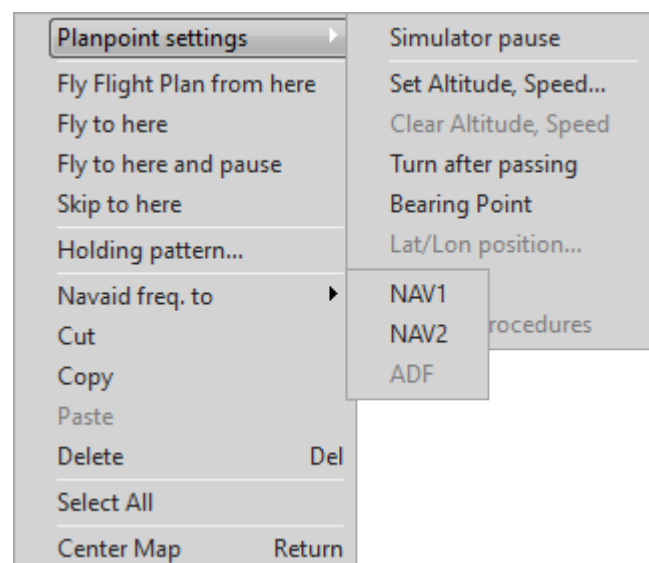 Planpoint settings
Fly Flight Plan from here
Fly to here
Fly to here and pause
Skip to here
Holding pattern...
Navaid freq. to
Cut
Copy
Paste
Delete Del
Select All
Center Map Return
Simulator pause
Set Altitude, Speed...
Clear Altitude, Speed
Turn after passing
Bearing Point
Lat/Lon position...
rocedures
NAV1
NAV2
ADF